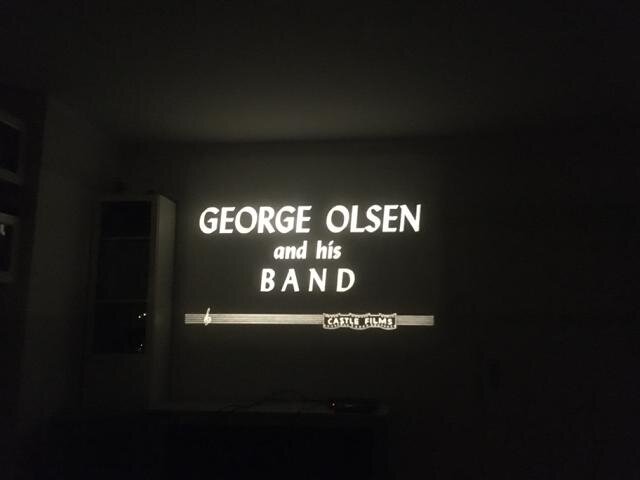 GEORGE OLSEN
and his
BAND
CASTLE FILMS